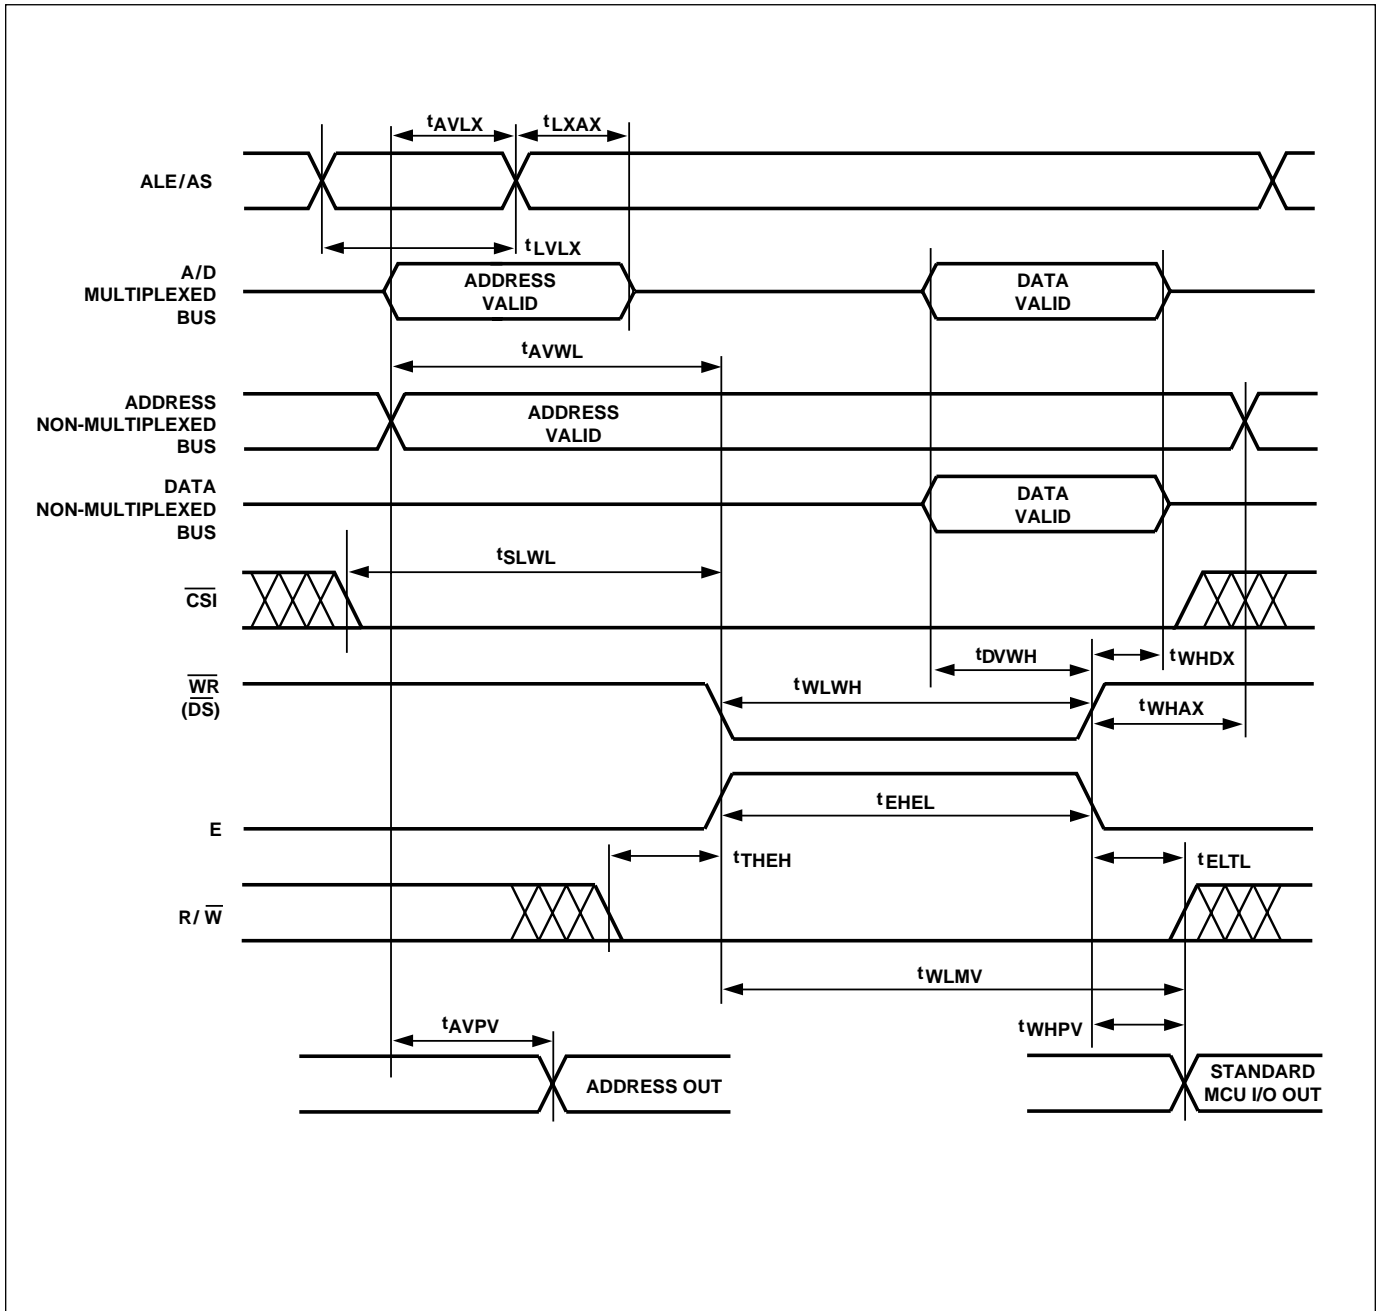 tAVLX
tLXAX
ALE/AS
tLVLX
A/D
MULTIPLEXED
BUS
ADDRESS
VALID
DATA
VALID
tAVWL
ADDRESS
NON-MULTIPLEXED
BUS
ADDRESS
VALID
DATA
NON-MULTIPLEXED
BUS
DATA
VALID
tSLWL
CSI
tDVWH
tWHDX
WR
(DS)
tWLWH
tWHAX
tEHEL
E
tTHEH
tELTL
R/ W
tWLMV
tAVPV
tWHPV
ADDRESS OUT
STANDARD
MCU I/O OUT